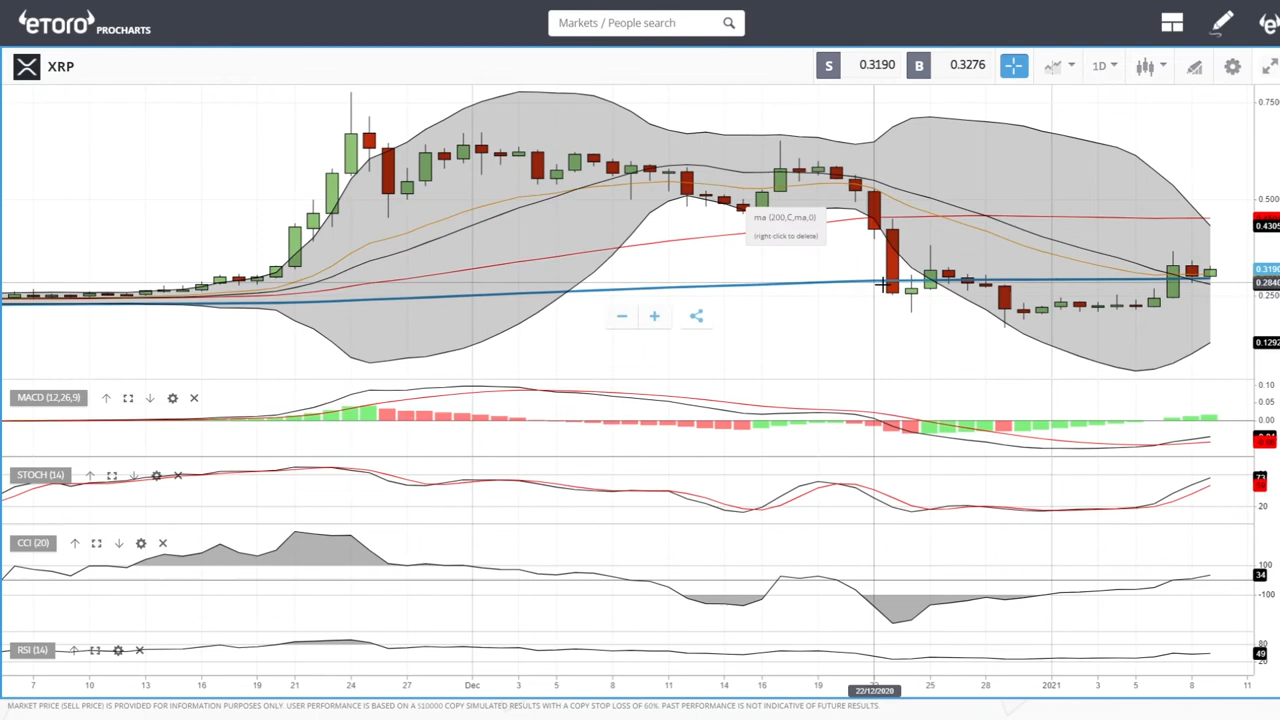 eTORO PROCHARTS
Markets / People search
XRP
S 0.3190 B 0.3276
1D
0.7500
0.5000
ma (200,C,ma,0)
(right click to delete)
0.4305
0.3190
0.2840
0.2500
0.1292
MACD (12,26,9)
0.10
0.05
0.00
STOCH (14)
20
CCI (20)
100
34
-100
RSI (14)
80
49
20
7 10 13 16 19 21 24 27 Dec 3 5 8 11 14 16 19 25 28 2021 3 5 8 11
22/12/2020
MARKET PRICE (SELL PRICE) IS PROVIDED FOR INFORMATION PURPOSES ONLY. USER PERFORMANCE IS BASED ON A $10000 COPY SIMULATED RESULTS WITH A COPY STOP LOSS OF 60%. PAST PERFORMANCE IS NOT INDICATIVE OF FUTURE RESULTS.